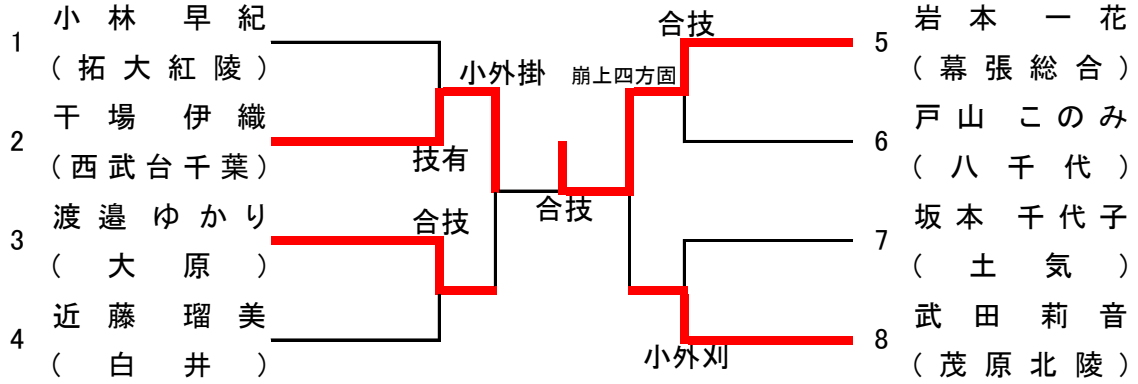 1 小林 早紀
(拓大紅陵)
2 干場 伊織
(西武台千葉)
3 渡邉 ゆかり
(大原)
4 近藤 瑠美
(白井)
小外掛
技有
合技
合技
合技
崩上四方固
小外刈
5 岩本 一花
(幕張総合)
6 戸山 このみ
(八千代)
7 坂本 千代子
(土気)
8 武田 莉音
(茂原北陵)